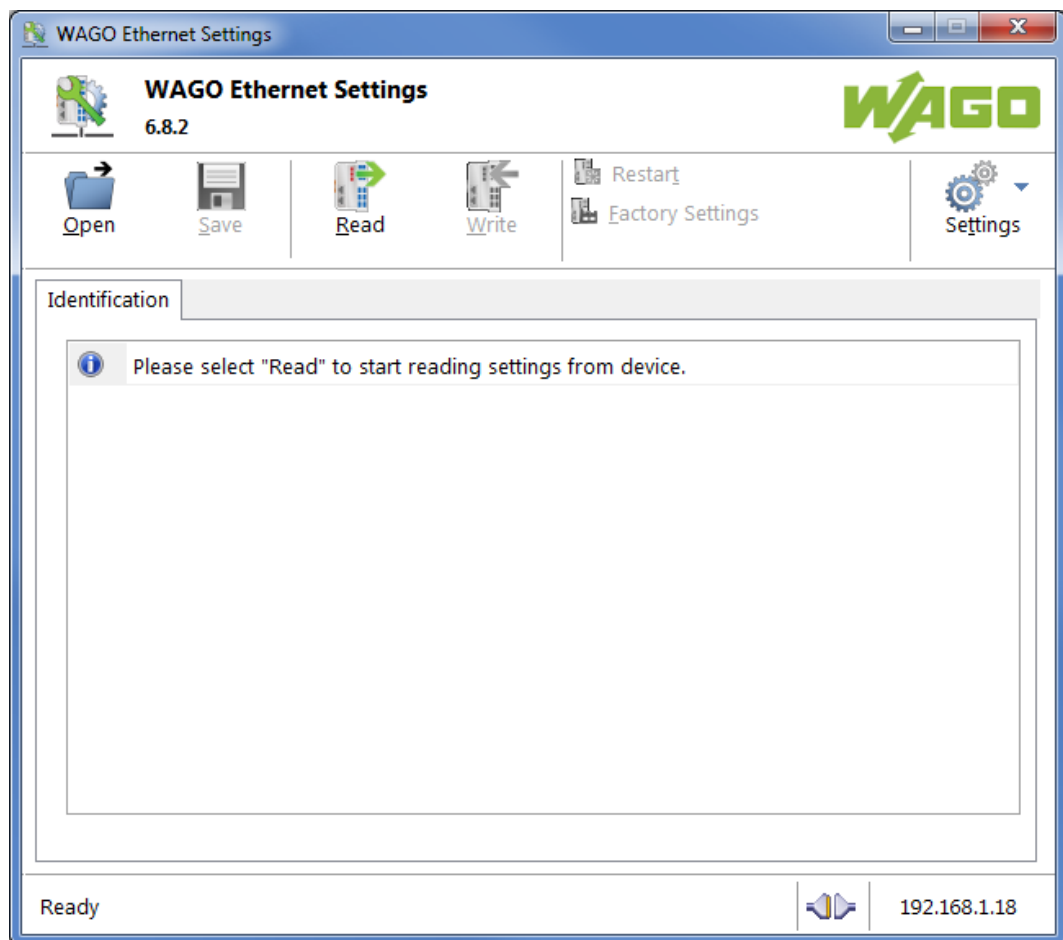 WAGO Ethernet Settings
WAGO Ethernet Settings
6.8.2
WAGO
Open
Save
Read
Write
Restart
Factory Settings
Settings
Identification
Please select "Read" to start reading settings from device.
Ready
192.168.1.18